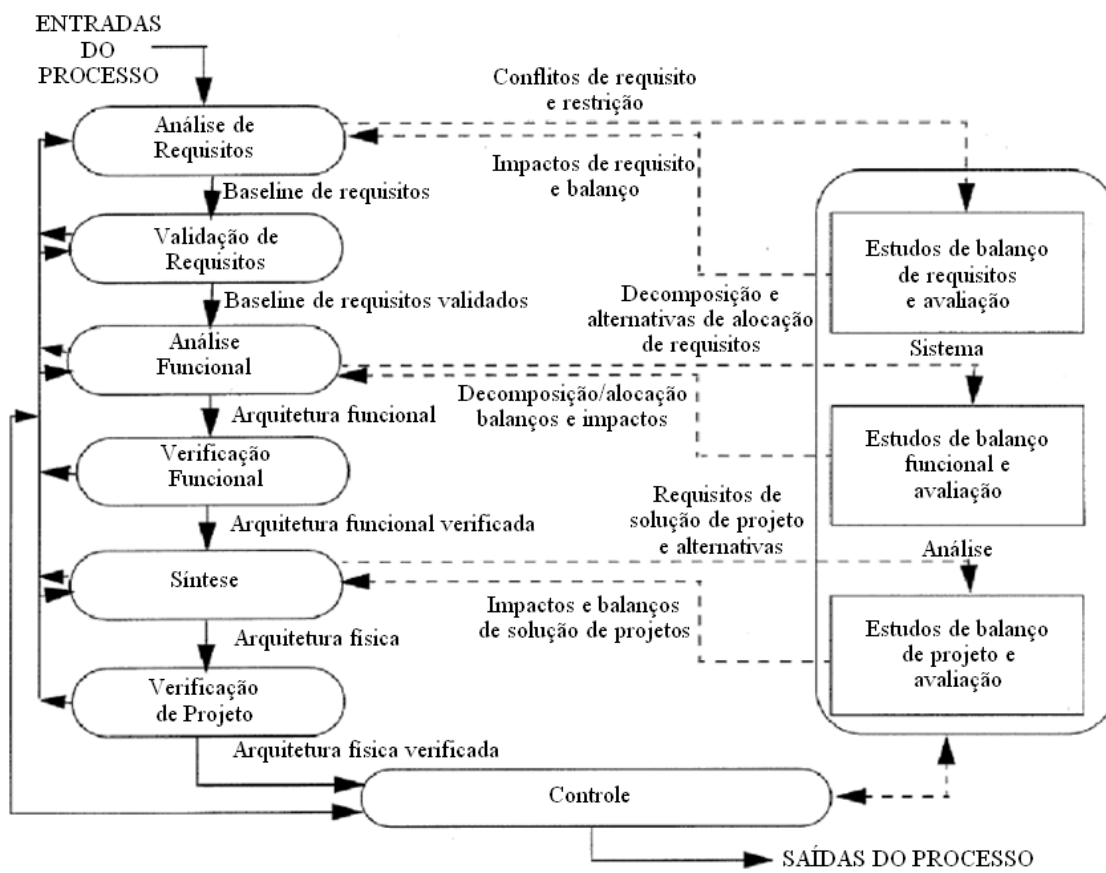 ENTRADAS
DO
PROCESSO
Análise de
Requisitos
Baseline de requisitos
Validação de
Requisitos
Baseline de requisitos validados
Análise
Funcional
Arquitetura funcional
Verificação
Funcional
Arquitetura funcional verificada
Síntese
Arquitetura física
Verificação
de Projeto
Arquitetura física verificada
Controle
SAÍDAS DO PROCESSO
Conflitos de requisito
e restrição
Impactos de requisito
e balanço
Decomposição e
alternativas de alocação
de requisitos
Decomposição/alocação
balanços e impactos
Requisitos de
solução de projeto
e alternativas
Impactos e balanços
de solução de projetos
Estudos de balanço
de requisitos
e avaliação
Sistema
Estudos de balanço
funcional e
avaliação
Análise
Estudos de balanço
de projeto e
avaliação